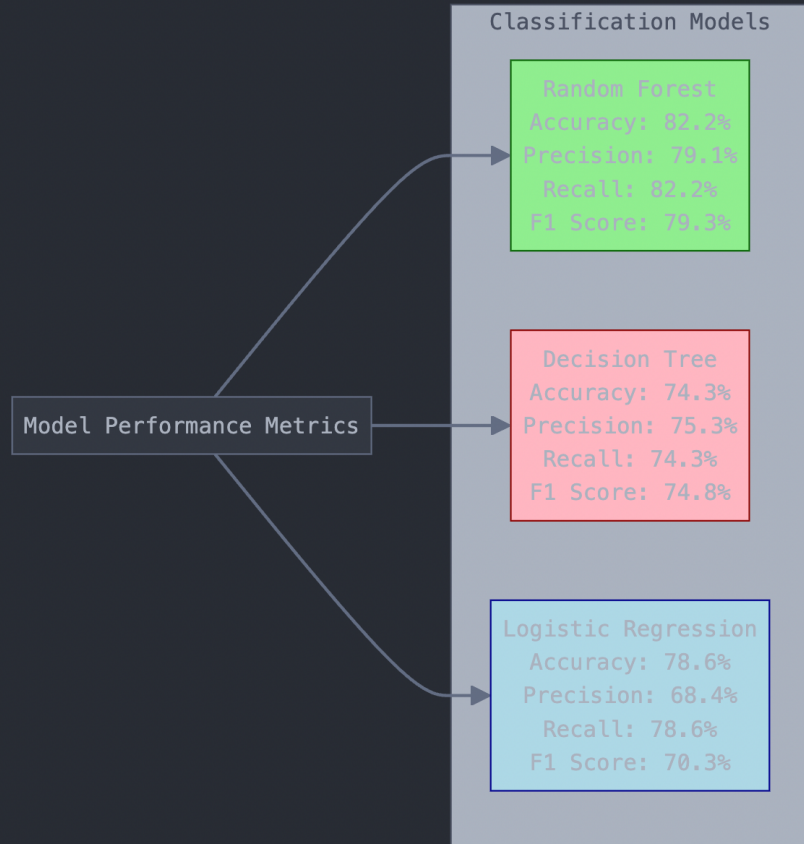 Classification Models
Random Forest
Accuracy: 82.2%
Precision: 79.1%
Recall: 82.2%
F1 Score: 79.3%
Model Performance Metrics
Decision Tree
Accuracy: 74.3%
Precision: 75.3%
Recall: 74.3%
F1 Score: 74.8%
Logistic Regression
Accuracy: 78.6%
Precision: 68.4%
Recall: 78.6%
F1 Score: 70.3%